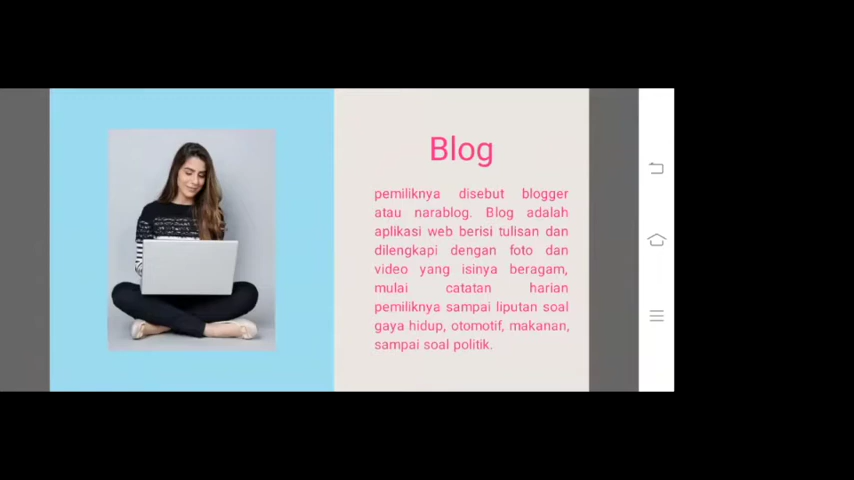 Blog
pemiliknya disebut blogger
atau narablog. Blog adalah
aplikasi web berisi tulisan dan
dilengkapi dengan foto dan
video yang isinya beragam,
mulai catatan harian
pemiliknya sampai liputan soal
gaya hidup, otomotif, makanan,
sampai soal politik.